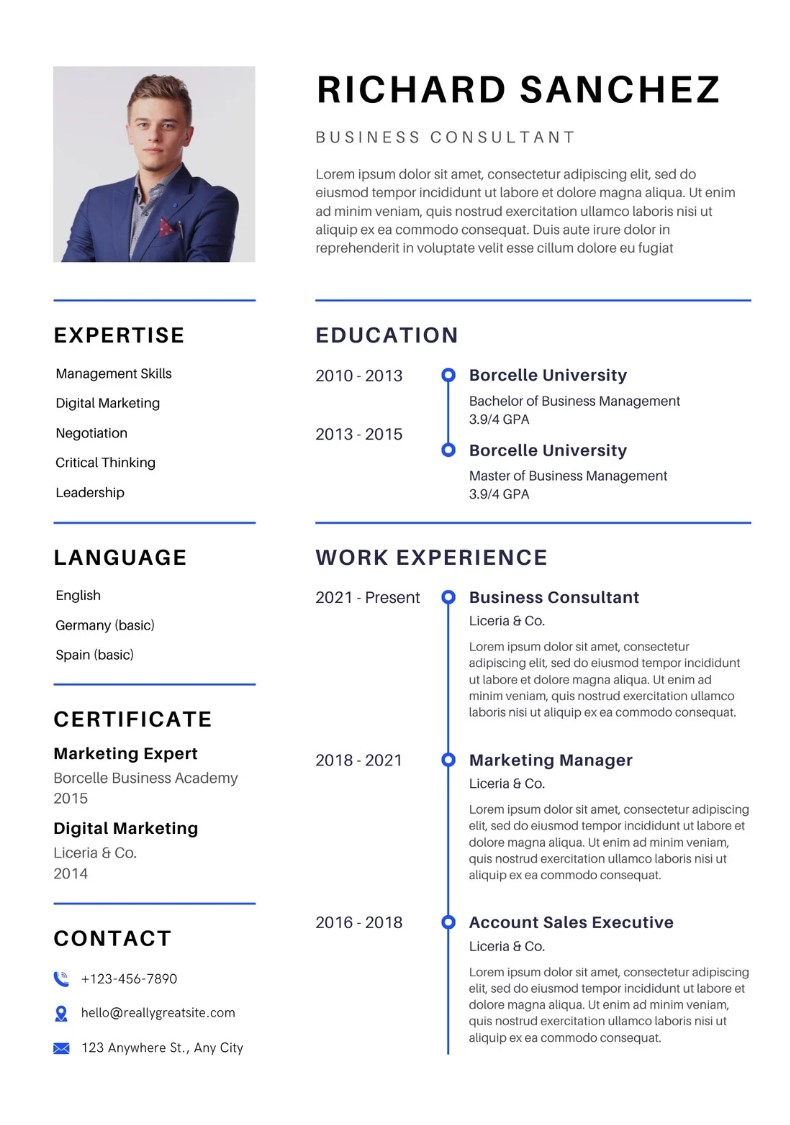 RICHARD SANCHEZ
BUSINESS CONSULTANT
Lorem ipsum dolor sit amet, consectetur adipiscing elit, sed do
eiusmod tempor incididunt ut labore et dolore magna aliqua. Ut enim
ad minim veniam, quis nostrud exercitation ullamco laboris nisi ut
aliquip ex ea commodo consequat. Duis aute irure dolor in
reprehenderit in voluptate velit esse cillum dolore eu fugiat
EXPERTISE
Management Skills
Digital Marketing
Negotiation
Critical Thinking
Leadership
LANGUAGE
English
Germany (basic)
Spain (basic)
CERTIFICATE
Marketing Expert
Borcelle Business Academy
2015
Digital Marketing
Liceria & Co.
2014
CONTACT
+123-456-7890
hello@reallygreatsite.com
123 Anywhere St., Any City
EDUCATION
2010 - 2013
Borcelle University
Bachelor of Business Management
3.9/4 GPA
2013 - 2015
Borcelle University
Master of Business Management
3.9/4 GPA
WORK EXPERIENCE
2021 - Present
Business Consultant
Liceria & Co.
Lorem ipsum dolor sit amet, consectetur
adipiscing elit, sed do eiusmod tempor incididunt
ut labore et dolore magna aliqua. Ut enim ad
minim veniam, quis nostrud exercitation ullamco
laboris nisi ut aliquip ex ea commodo consequat.
2018 - 2021
Marketing Manager
Liceria & Co.
Lorem ipsum dolor sit amet, consectetur adipiscing
elit, sed do eiusmod tempor incididunt ut labore et
dolore magna aliqua. Ut enim ad minim veniam,
quis nostrud exercitation ullamco laboris nisi ut
aliquip ex ea commodo consequat.
2016 - 2018
Account Sales Executive
Liceria & Co.
Lorem ipsum dolor sit amet, consectetur adipiscing
elit, sed do eiusmod tempor incididunt ut labore et
dolore magna aliqua. Ut enim ad minim veniam,
quis nostrud exercitation ullamco laboris nisi ut
aliquip ex ea commodo consequat.